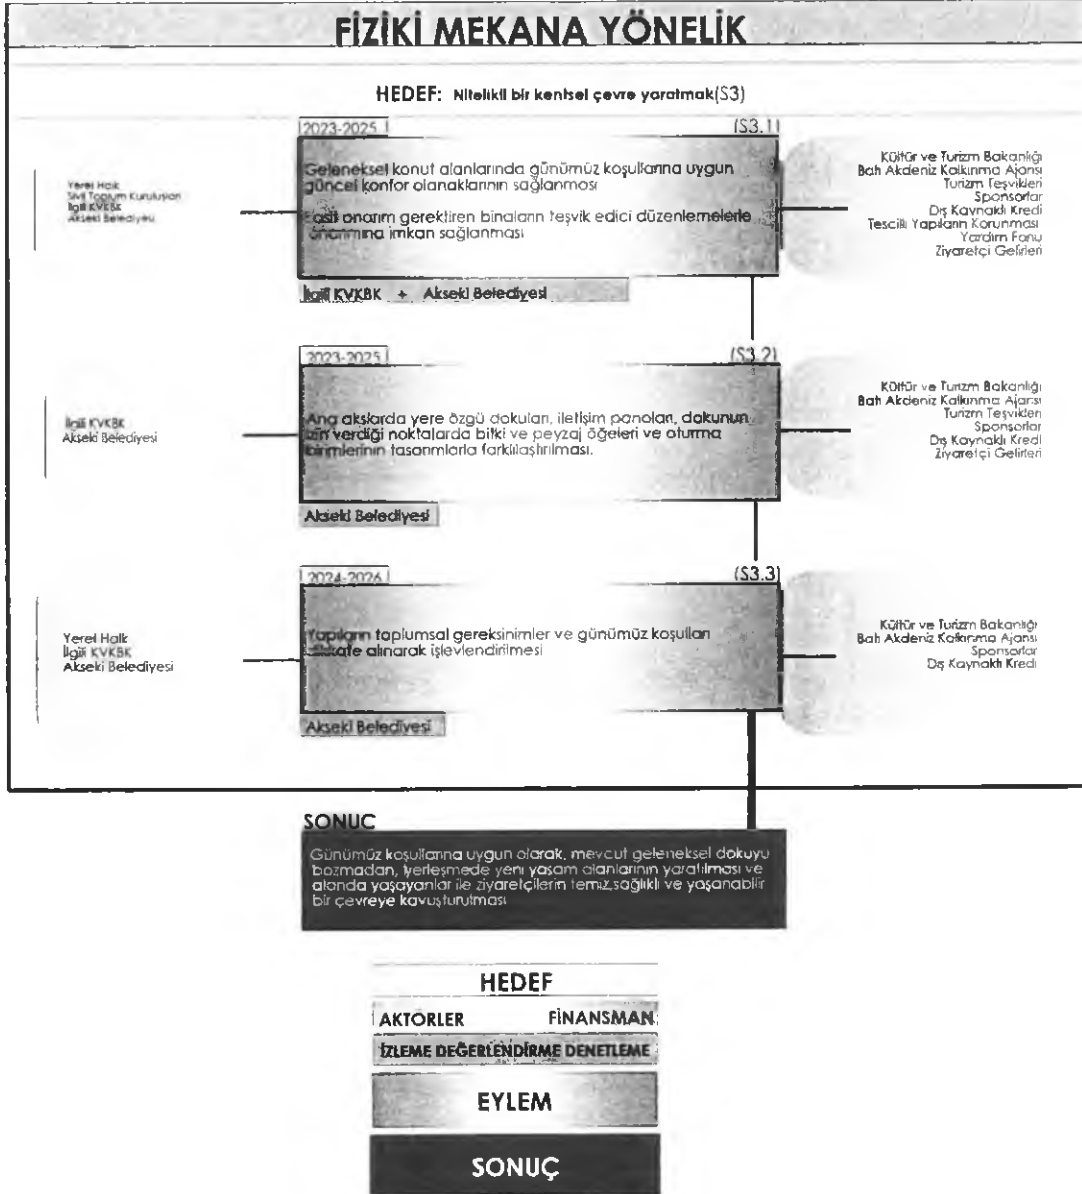 FİZİKİ MEKANA YÖNELİK
HEDEF: Nitelikli bir kentsel çevre yaratmak(S3)
2023-2025
(S3.1)
Yerel Halk
Sivil Toplum Kuruluşları
İlgili KVKBK
Akseki Belediyesi
Geleneksel konut alanlarında günümüz koşullarına uygun
güncel konfor olanaklarının sağlanması
Basit onarım gerektiren binaların teşvik edici düzenlemelerle
onarımına imkan sağlanması
Kültür ve Turizm Bakanlığı
Batı Akdeniz Kalkınma Ajansı
Turizm Teşvikleri
Sponsorlar
Dış Kaynaklı Kredi
Tescilli Yapıların Korunması
Yardım Fonu
Ziyaretçi Gelirleri
İlgili KVKBK + Akseki Belediyesi
2023-2025
(S3.2)
İlgili KVKBK
Akseki Belediyesi
Ana akslarda yere özgü dokuları, iletişim panoları, dokunun
izin verdiği noktalarda bitki ve peyzaj öğeleri ve oturma
birimlerinin tasarımlarla farklılaştırılması.
Kültür ve Turizm Bakanlığı
Batı Akdeniz Kalkınma Ajansı
Turizm Teşvikleri
Sponsorlar
Dış Kaynaklı Kredi
Ziyaretçi Gelirleri
Akseki Belediyesi
2024-2026
(S3.3)
Yerel Halk
İlgili KVKBK
Akseki Belediyesi
Yapıların toplumsal gereksinimler ve günümüz koşulları
dikkate alınarak işlevlendirilmesi
Kültür ve Turizm Bakanlığı
Batı Akdeniz Kalkınma Ajansı
Sponsorlar
Dış Kaynaklı Kredi
Akseki Belediyesi
SONUC
Günümüz koşullarına uygun olarak, mevcut geleneksel dokuyu
bozmadan, yerleşmede yeni yaşam alanlarının yaratılması ve
alanda yaşayanlar ile ziyaretçilerin temiz,sağlıklı ve yaşanabilir
bir çevreye kavuşturulması
HEDEF
AKTÖRLER FİNANSMAN
İZLEME DEĞERLENDİRME DENETLEME
EYLEM
SONUÇ